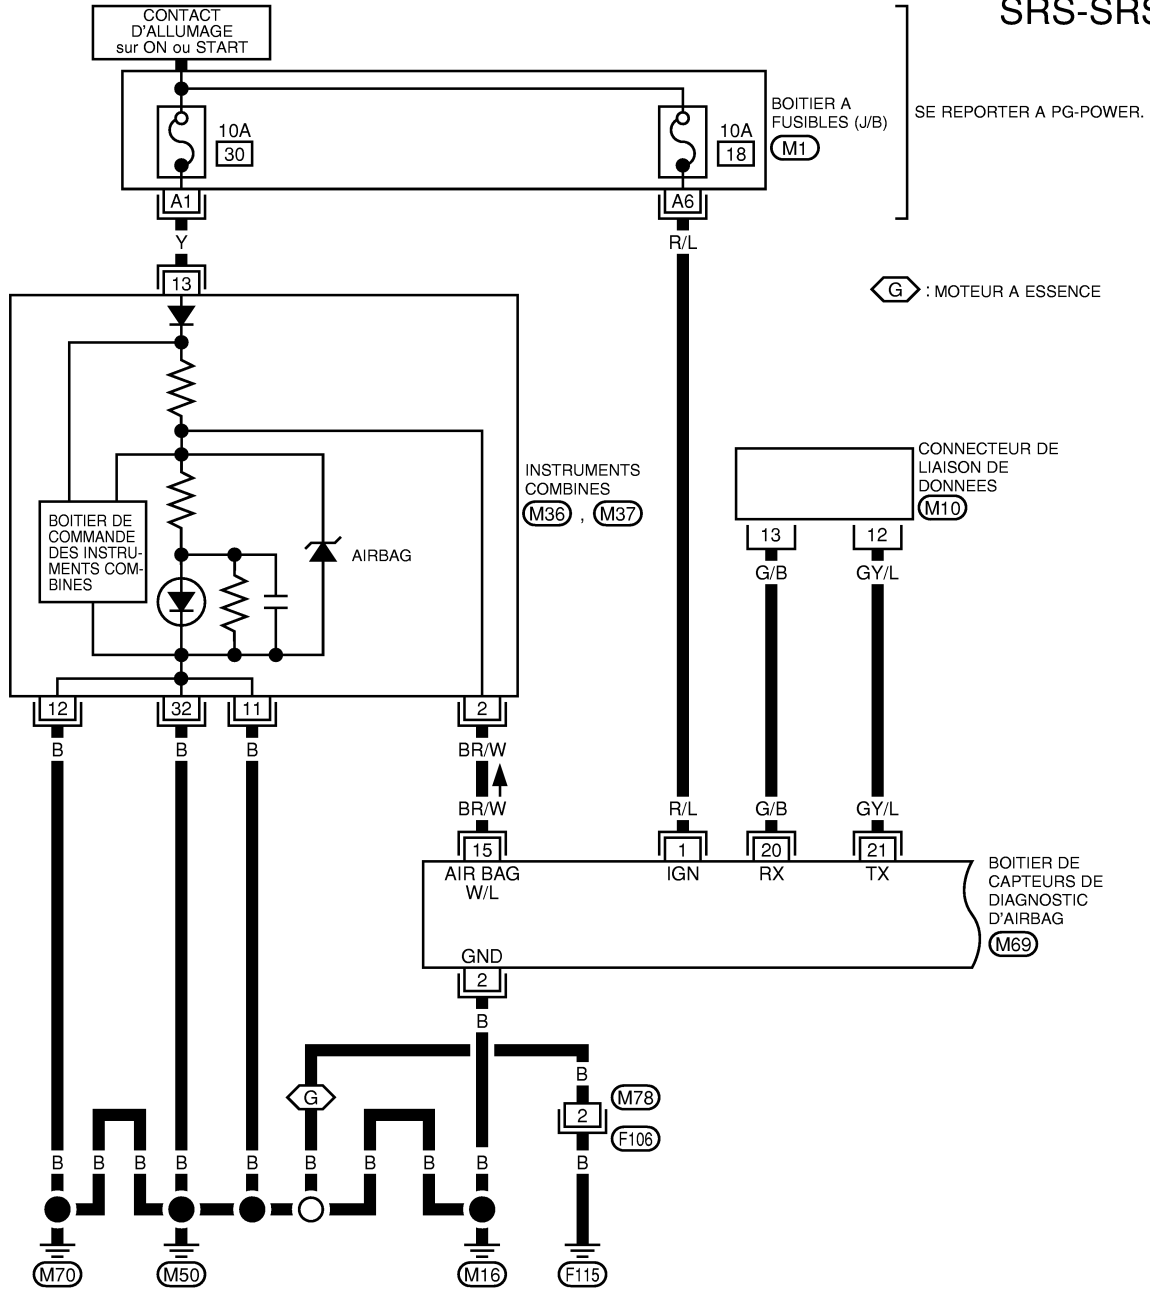 SRS-SRS
CONTACT
D'ALLUMAGE
sur ON ou START
10A
30
10A
18
BOITIER A
FUSIBLES (J/B)
M1
SE REPORTER A PG-POWER.
A1
A6
Y
R/L
13
G : MOTEUR A ESSENCE
INSTRUMENTS
COMBINES
M36 , M37
BOITIER DE
COMMANDE
DES INSTRU-
MENTS COM-
BINES
AIRBAG
CONNECTEUR DE
LIAISON DE
DONNEES
M10
13
12
G/B
GY/L
12
32
11
2
B
B
B
BR/W
BR/W
R/L
G/B
GY/L
15
1
20
21
AIR BAG
W/L
IGN
RX
TX
BOITIER DE
CAPTEURS DE
DIAGNOSTIC
D'AIRBAG
M69
GND
2
B
B
G
M78
2
F106
B
B
B
B
B
B
B
B
B
M70
M50
M16
F115